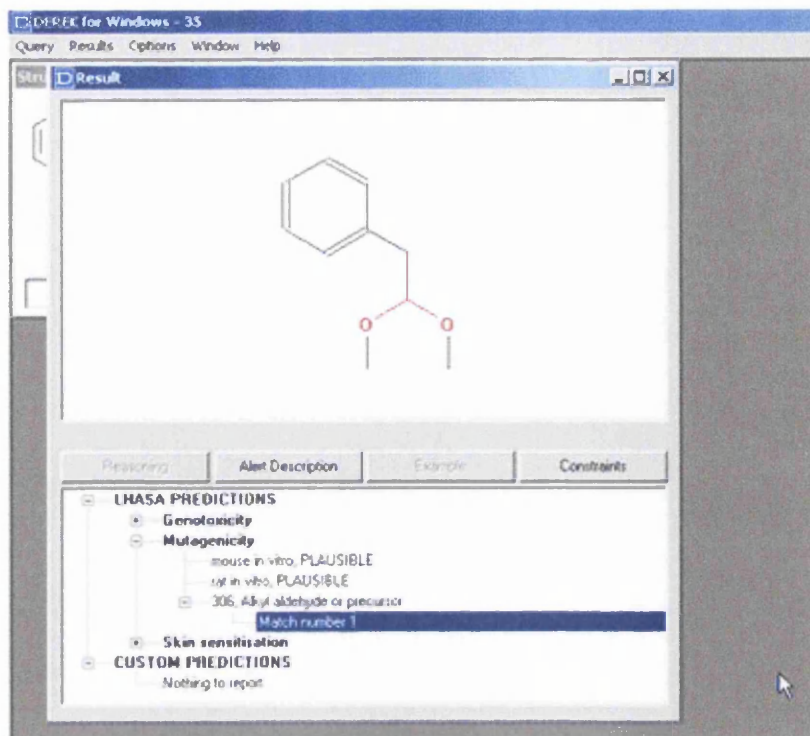 DEREK for Windows - 35
Query Results Options Window Help
Stru
Result
O O
Reasoning Alert Description Example Constraints
LHASA PREDICTIONS
Genotoxicity
Mutagenicity
mouse in vitro, PLAUSIBLE
rat in vitro, PLAUSIBLE
306, Alkyl aldehyde or precursor
Match number 1
Skin sensitisation
CUSTOM PREDICTIONS
Nothing to report